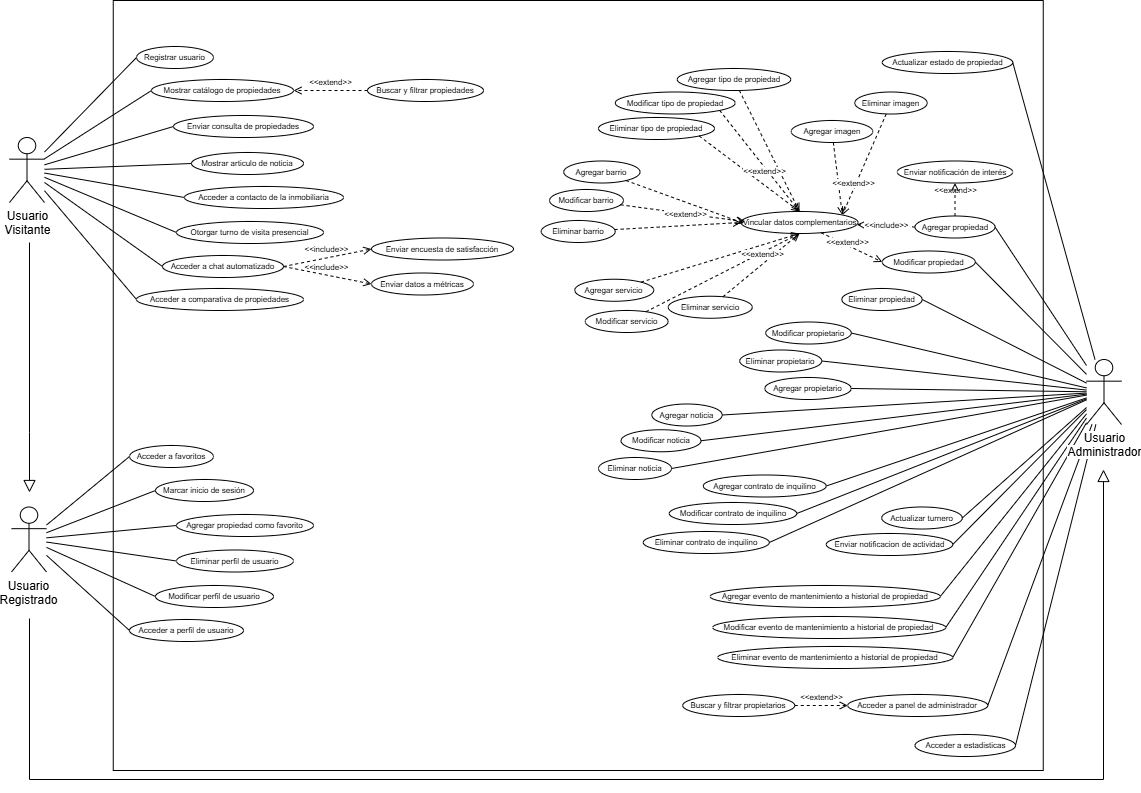 Registrar usuario
Mostrar catálogo de propiedades
<<extend>>
Buscar y filtrar propiedades
Enviar consulta de propiedades
Mostrar articulo de noticia
Acceder a contacto de la inmobiliaria
Otorgar turno de visita presencial
Acceder a chat automatizado
<<include>>
<<include>>
Enviar encuesta de satisfacción
Enviar datos a métricas
Acceder a comparativa de propiedades
Usuario
Visitante
Acceder a favoritos
Marcar inicio de sesión
Agregar propiedad como favorito
Eliminar perfil de usuario
Modificar perfil de usuario
Acceder a perfil de usuario
Usuario
Registrado
Actualizar estado de propiedad
Agregar tipo de propiedad
Modificar tipo de propiedad
Eliminar tipo de propiedad
Eliminar imagen
Agregar imagen
<<extend>>
<<extend>>
Agregar barrio
Modificar barrio
Eliminar barrio
<<extend>>
Vincular datos complementarios
<<include>>
<<extend>>
<<extend>>
Enviar notificación de interés
<<extend>>
Agregar propiedad
Modificar propiedad
Agregar servicio
Modificar servicio
Eliminar servicio
Eliminar propiedad
Modificar propietario
Eliminar propietario
Agregar propietario
Agregar noticia
Modificar noticia
Eliminar noticia
Usuario
Administrador
Agregar contrato de inquilino
Modificar contrato de inquilino
Eliminar contrato de inquilino
Actualizar turnero
Enviar notificacion de actividad
Agregar evento de mantenimiento a historial de propiedad
Modificar evento de mantenimiento a historial de propiedad
Eliminar evento de mantenimiento a historial de propiedad
Buscar y filtrar propietarios
<<extend>>
Acceder a panel de administrador
Acceder a estadísticas